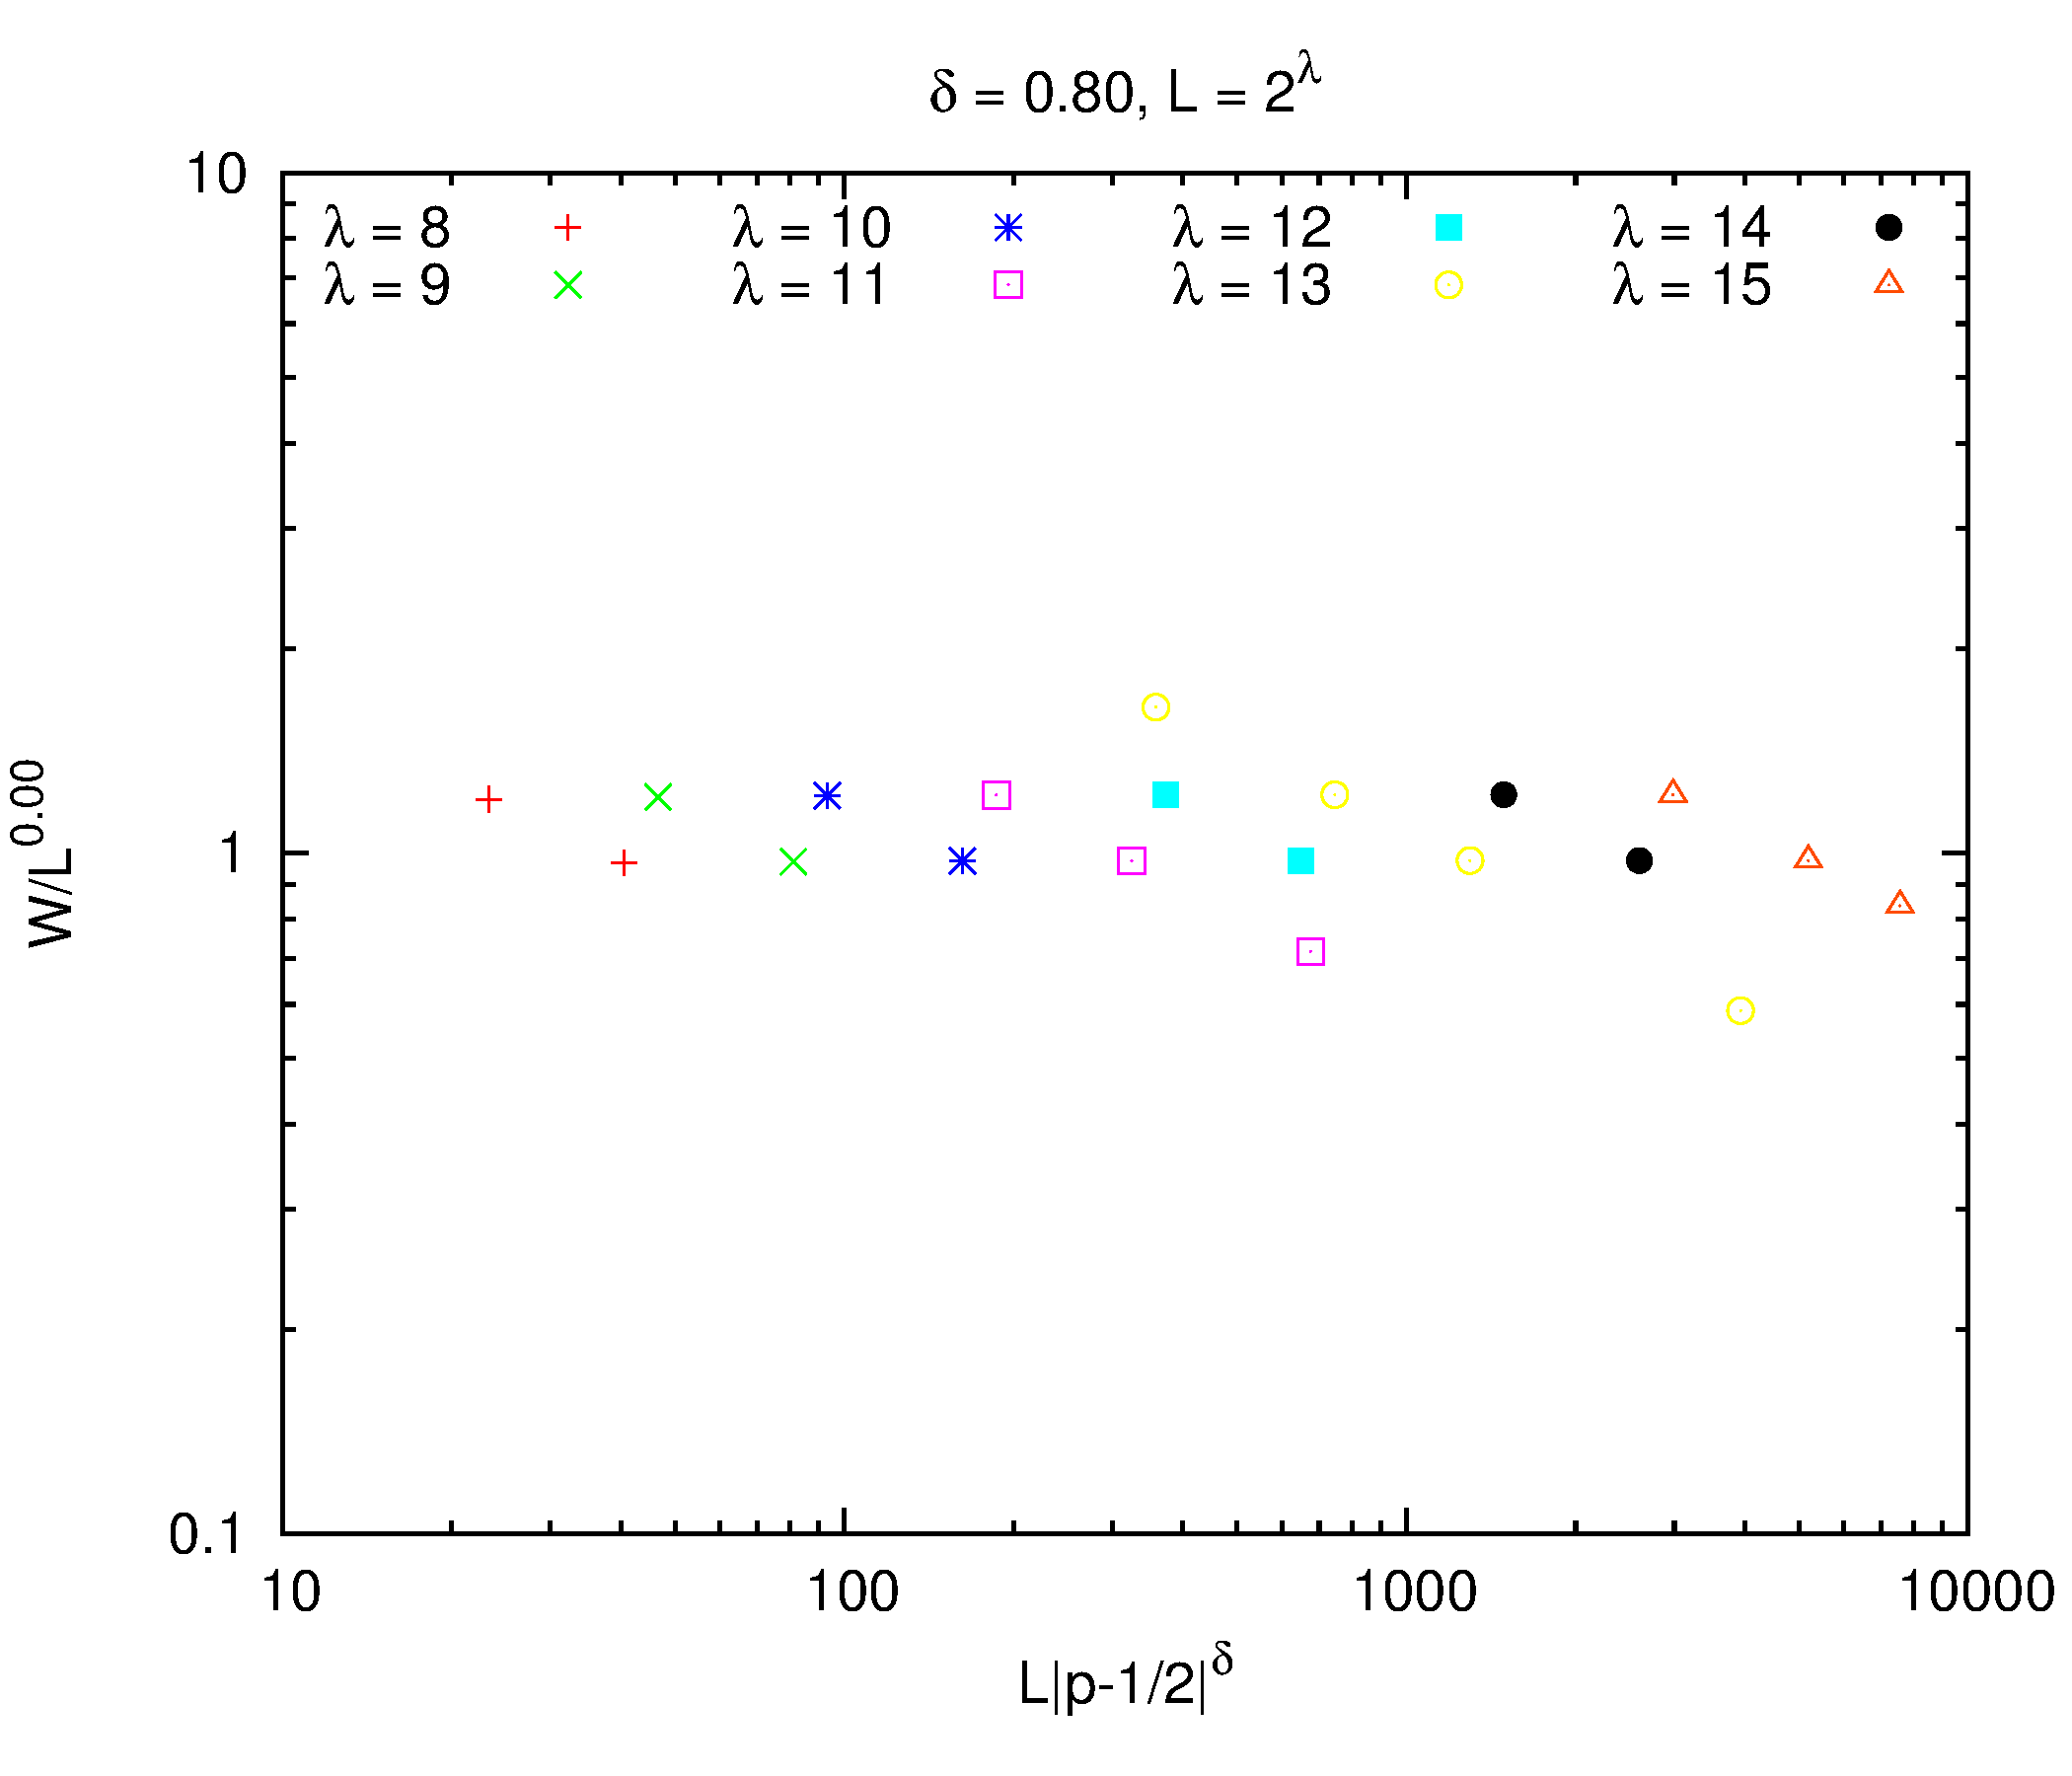 δ = 0.80, L = 2^λ
10
λ = 8 λ = 10 λ = 12 λ = 14
λ = 9 λ = 11 λ = 13 λ = 15
W/L^0.00
1
0.1
10 100 1000 10000
L|p-1/2|^δ